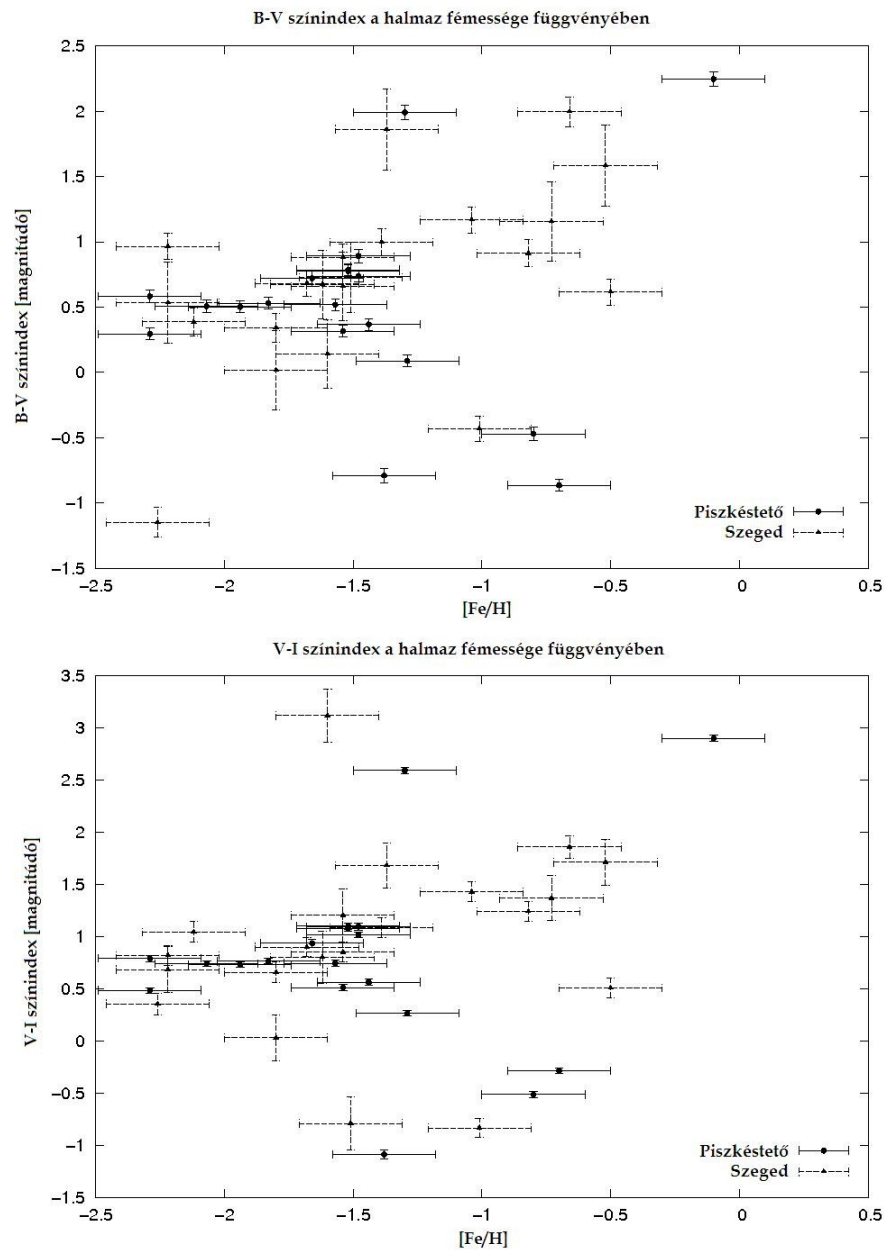 B-V színindex a halmaz fémessége függvényében
B-V színindex [magnitúdó]
2.5
2
1.5
1
0.5
0
−0.5
−1
−1.5
Piszkéstető
Szeged
−2.5 −2 −1.5 −1 −0.5 0 0.5
[Fe/H]
V-I színindex a halmaz fémessége függvényében
V-I színindex [magnitúdó]
3.5
3
2.5
2
1.5
1
0.5
0
−0.5
−1
−1.5
Piszkéstető
Szeged
−2.5 −2 −1.5 −1 −0.5 0 0.5
[Fe/H]